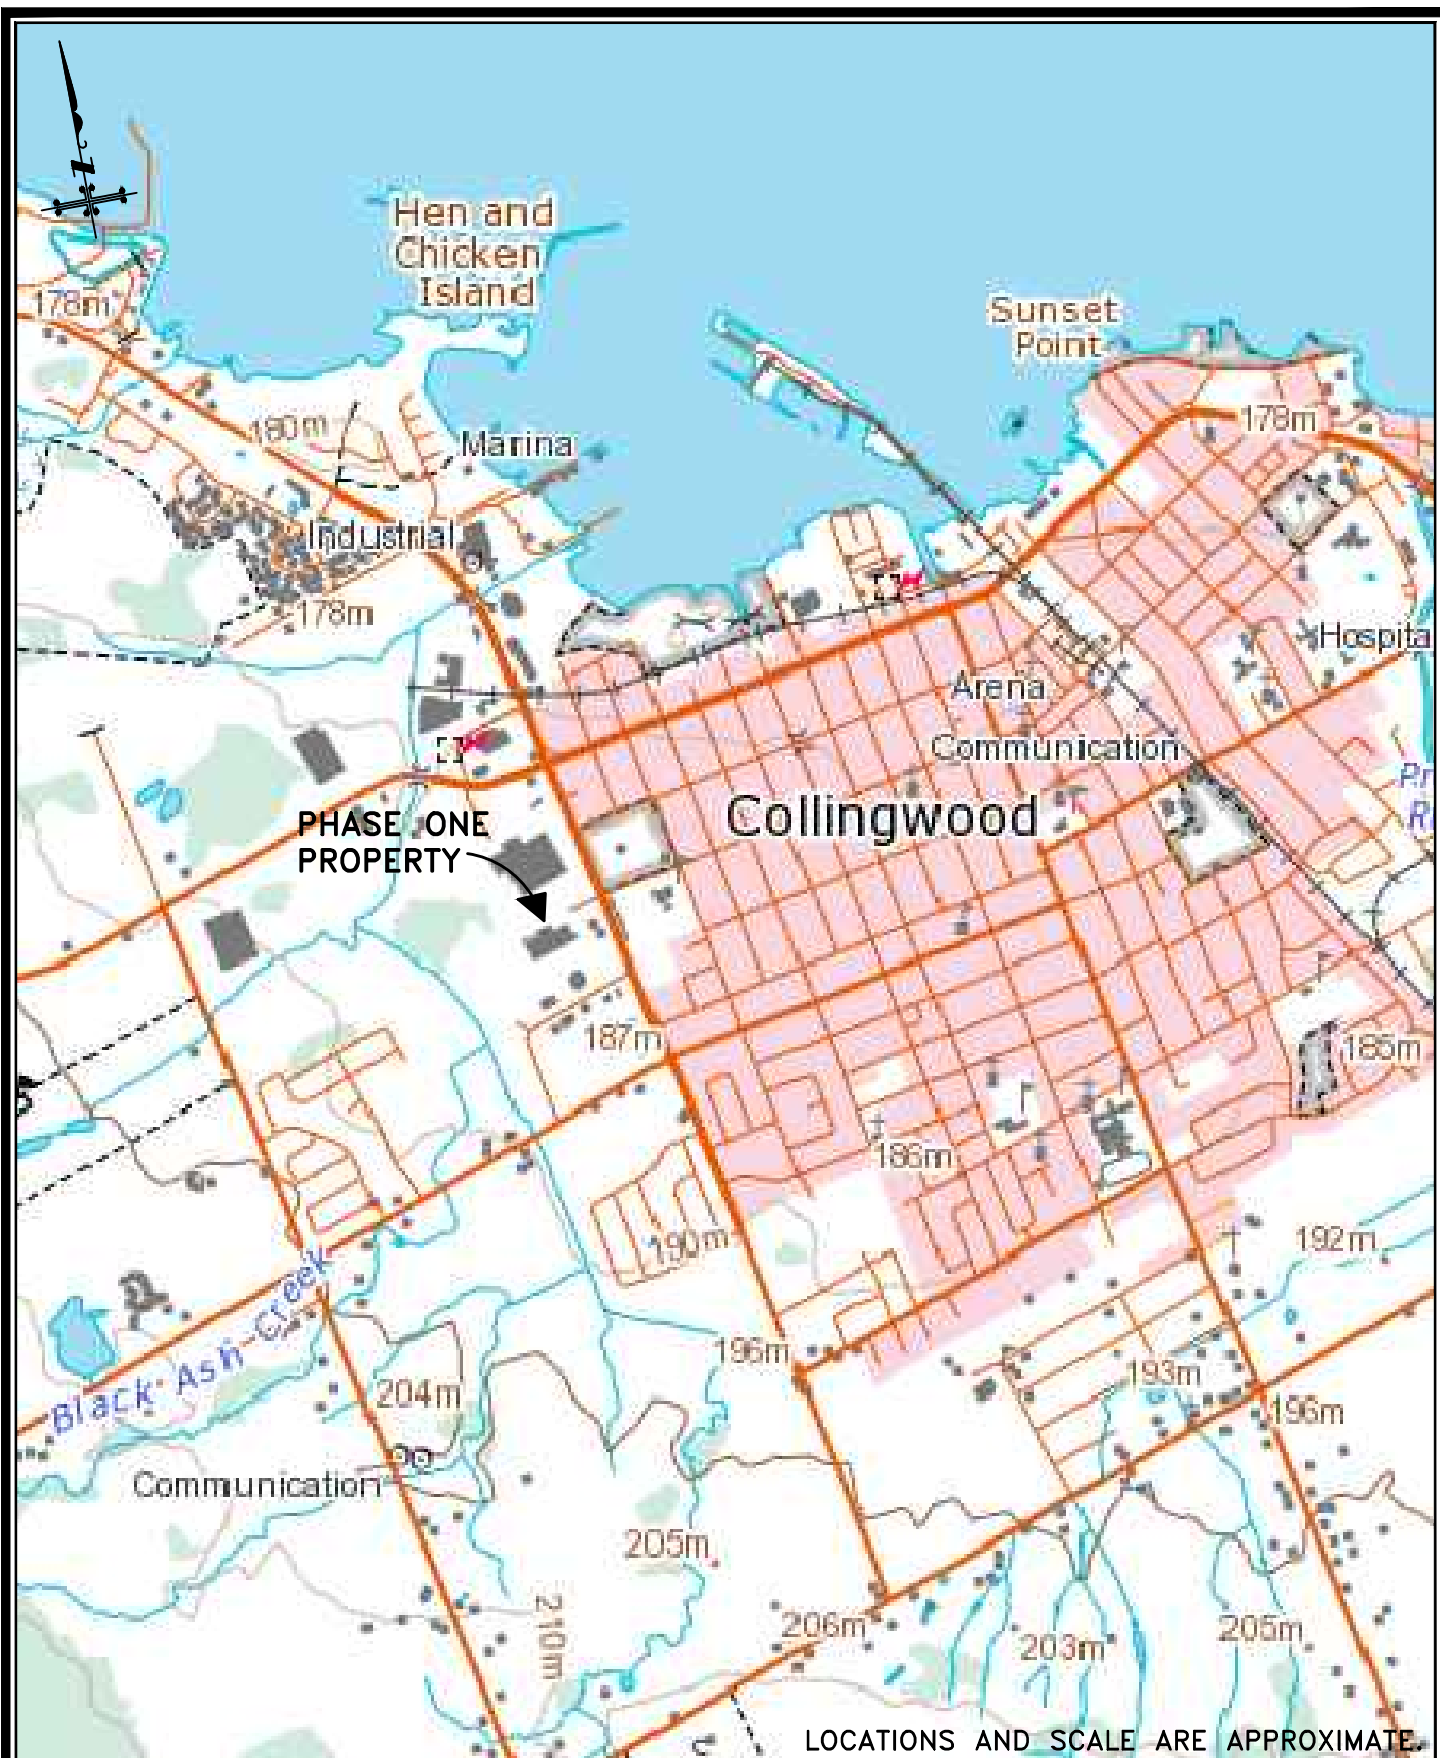 N
Hen and
Chicken
Island
178m
Sunset
Point
180m
178m
Marina
Industrial
178m
Hospita
Arena
Communication
Collingwood
PHASE ONE
PROPERTY
187m
185m
186m
190m
192m
Black Ash Creek
196m
193m
204m
196m
Communication
205m
210m
206m
203m
205m
LOCATIONS AND SCALE ARE APPROXIMATE.